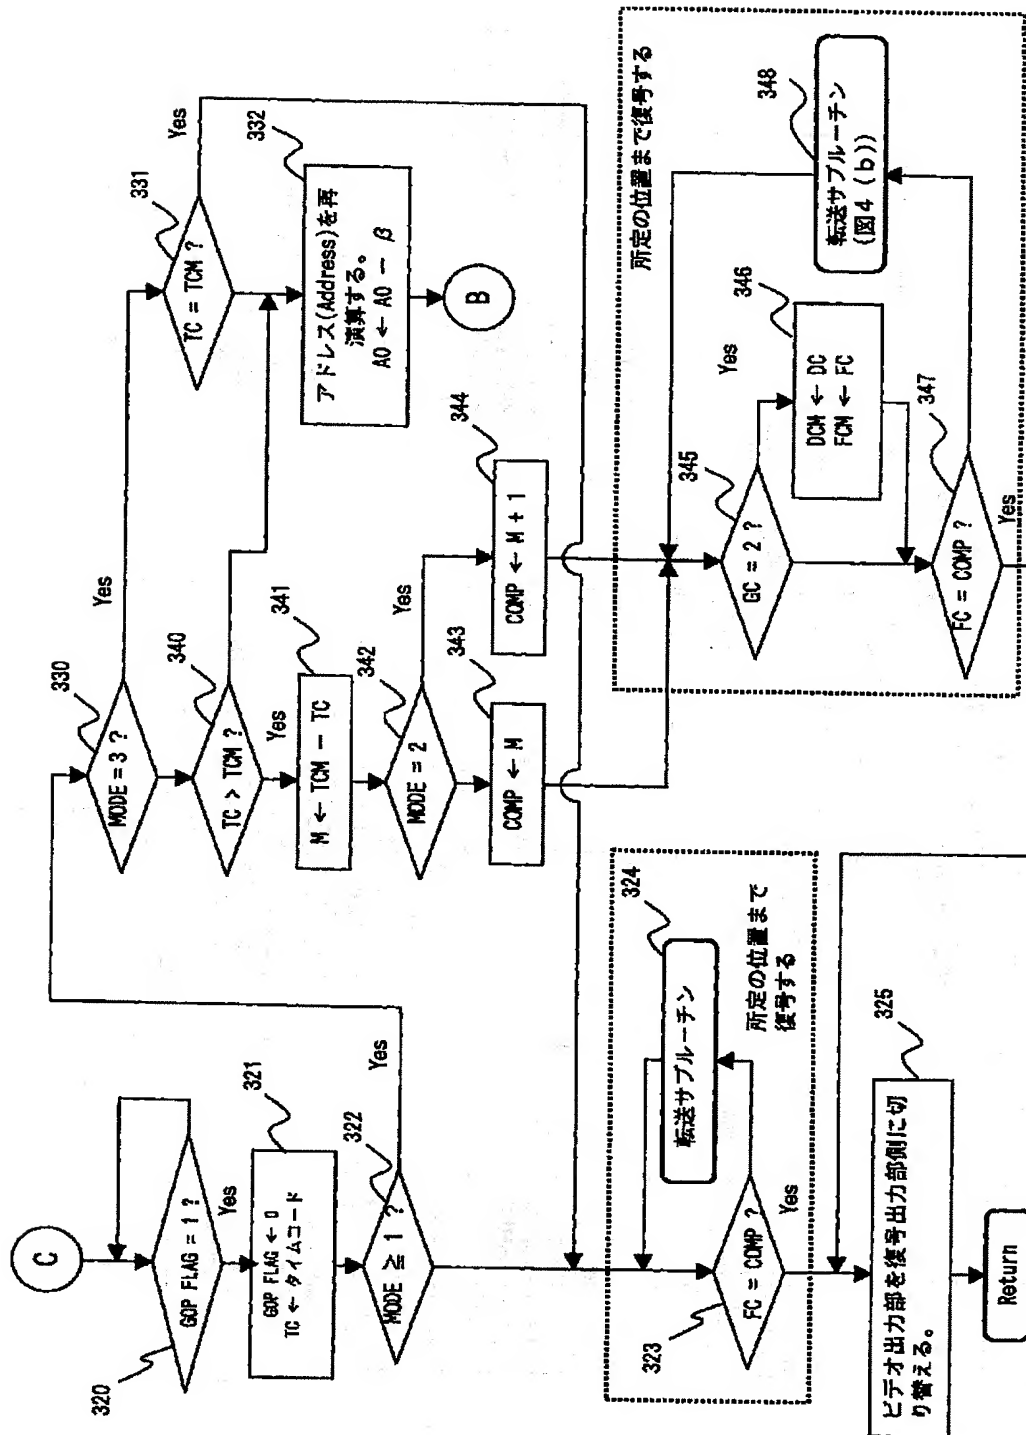 C
GOP FLAG = 1 ?
320
Yes
GOP FLAG ← 0
TC ← タイムコード
321
MODE ≧ 1 ?
322
Yes
MODE = 3 ?
330
Yes
TC = TCM ?
331
Yes
アドレス(Address)を再
演算する。
A0 ← A0 － β
332
B
TC > TCM ?
340
Yes
M ← TCM － TC
341
MODE = 2
342
Yes
COMP ← M
343
COMP ← M + 1
344
所定の位置まで復号する
GC = 2 ?
345
Yes
DCM ← DC
FCM ← FC
346
FC = COMP ?
347
Yes
転送サブルーチン
(図4 (b))
348
FC = COMP ?
323
Yes
転送サブルーチン
324
所定の位置まで
復号する
ビデオ出力部を復号出力部側に切
り替える。
325
Return